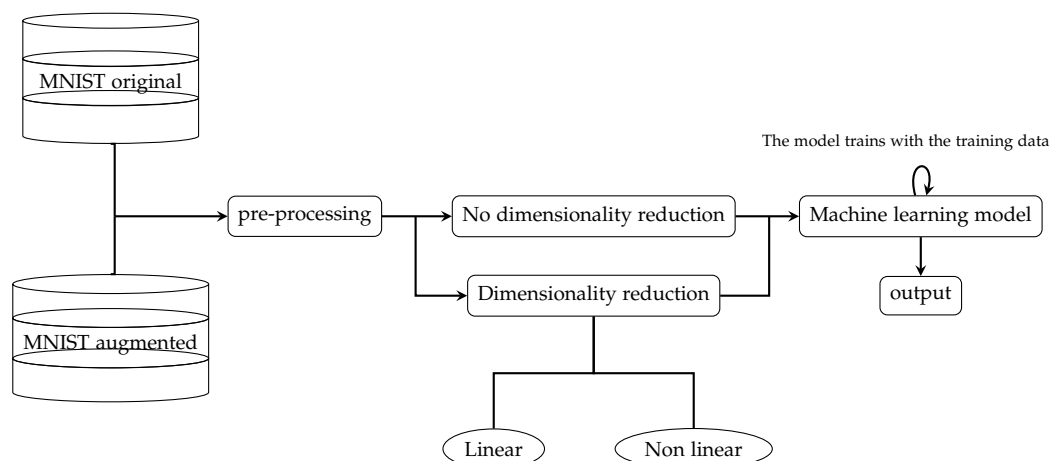 MNIST original
The model trains with the training data
pre-processing
No dimensionality reduction
Machine learning model
Dimensionality reduction
output
MNIST augmented
Linear
Non linear